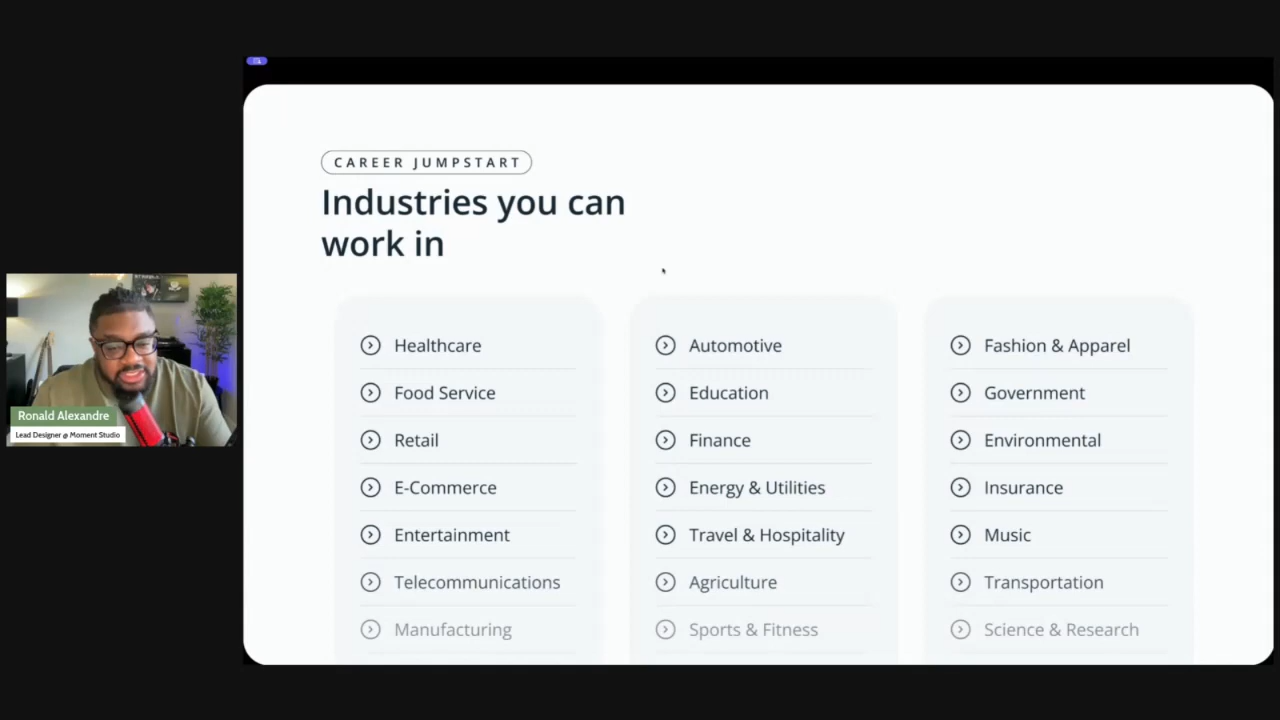 CAREER JUMPSTART
Industries you can
work in
Healthcare
Food Service
Retail
E-Commerce
Entertainment
Telecommunications
Manufacturing
Automotive
Education
Finance
Energy & Utilities
Travel & Hospitality
Agriculture
Sports & Fitness
Fashion & Apparel
Government
Environmental
Insurance
Music
Transportation
Science & Research
Ronald Alexandre
Lead Designer @ Moment Studio